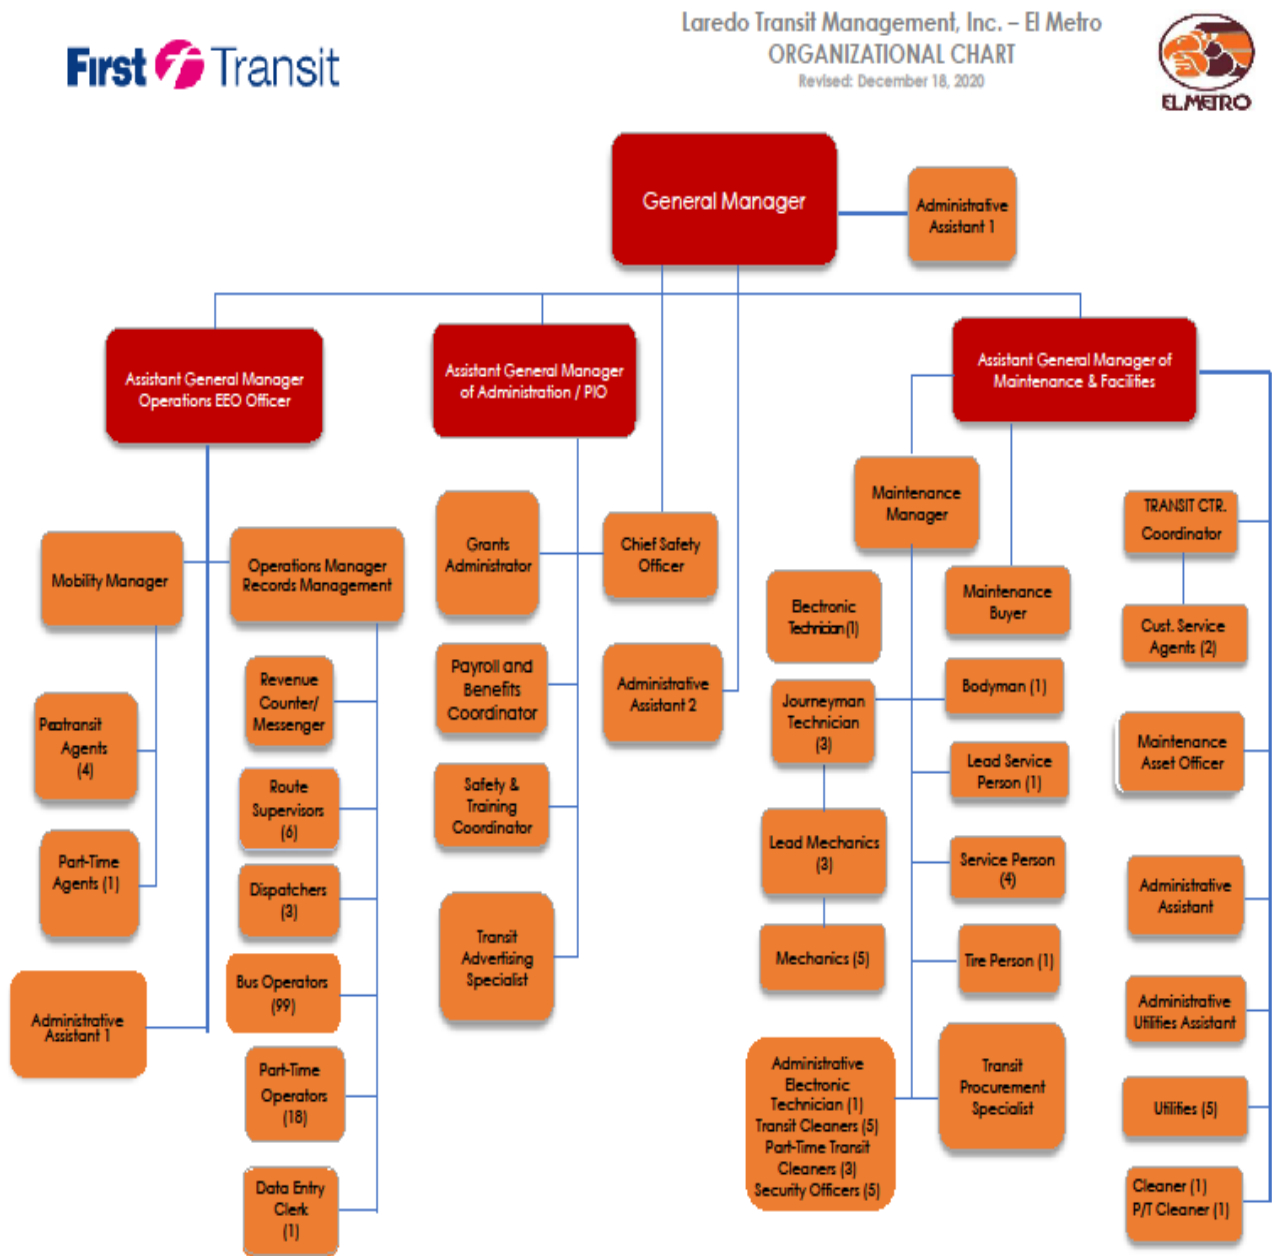 First Transit
Laredo Transit Management, Inc. – El Metro
ORGANIZATIONAL CHART
Revised: December 18, 2020
EL METRO
General Manager
Administrative
Assistant 1
Assistant General Manager
Operations EEO Officer
Assistant General Manager
of Administration / PIO
Assistant General Manager of
Maintenance & Facilities
Mobility Manager
Operations Manager
Records Management
Paatransit
Agents
(4)
Part-Time
Agents (1)
Administrative
Assistant 1
Revenue
Counter/
Messenger
Route
Supervisors
(6)
Dispatchers
(3)
Bus Operators
(99)
Part-Time
Operators
(18)
Data Entry
Clerk
(1)
Grants
Administrator
Chief Safety
Officer
Payroll and
Benefits
Coordinator
Administrative
Assistant 2
Safety &
Training
Coordinator
Transit
Advertising
Specialist
Maintenance
Manager
Maintenance
Buyer
Electronic
Technician (1)
Journeyman
Technician
(3)
Lead Mechanics
(3)
Mechanics (5)
Administrative
Electronic
Technician (1)
Transit Cleaners (5)
Part-Time Transit
Cleaners (3)
Security Officers (5)
Bodyman (1)
Lead Service
Person (1)
Service Person
(4)
Tire Person (1)
Transit
Procurement
Specialist
TRANSIT CTR.
Coordinator
Cust. Service
Agents (2)
Maintenance
Asset Officer
Administrative
Assistant
Administrative
Utilities Assistant
Utilities (5)
Cleaner (1)
P/T Cleaner (1)